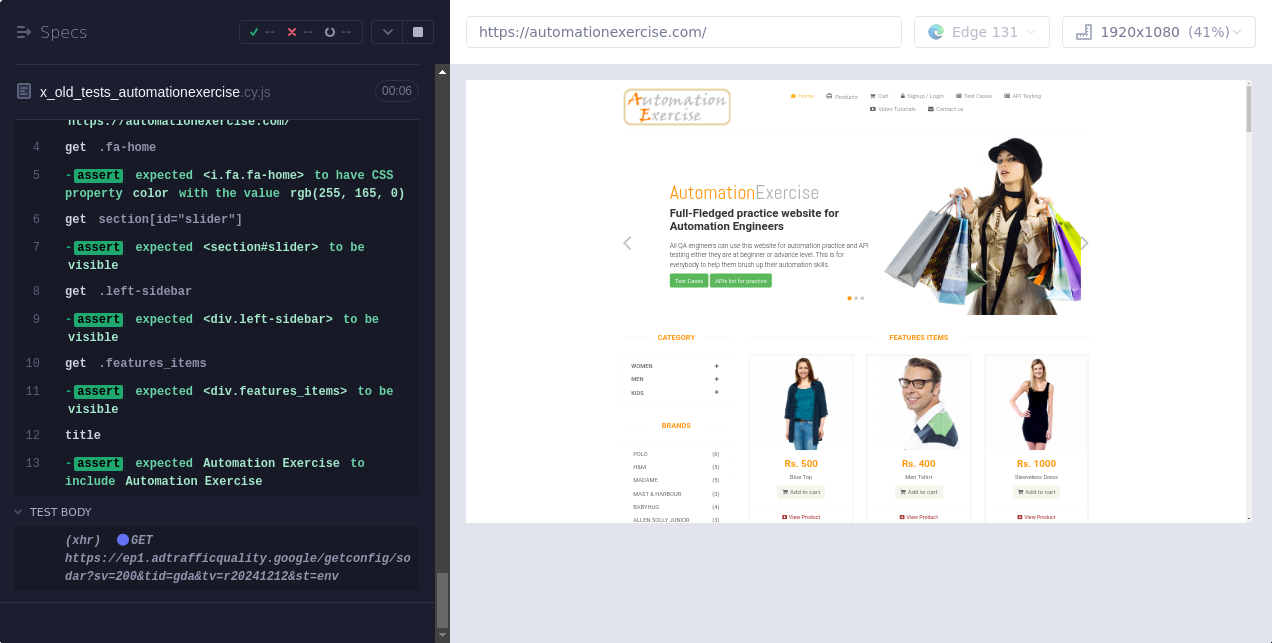 Specs
--
--
--
https://automationexercise.com/
Edge 131
1920x1080 (41%)
x_old_tests_automationexercise.cy.js
00:06
https://automationexercise.com/
4 get .fa-home
5 -assert expected <i.fa.fa-home> to have CSS
property color with the value rgb(255, 165, 0)
6 get section[id="slider"]
7 -assert expected <section#slider> to be
visible
8 get .left-sidebar
9 -assert expected <div.left-sidebar> to be
visible
10 get .features_items
11 -assert expected <div.features_items> to be
visible
12 title
13 -assert expected Automation Exercise to
include Automation Exercise
TEST BODY
(xhr) GET
https://ep1.adtrafficquality.google/getconfig/so
dar?sv=200&tid=gda&tv=r20241212&st=env
Automation
Exercise
Home Products Cart Signup / Login Test Cases API Testing
Video Tutorials Contact us
AutomationExercise
Full-Fledged practice website for
Automation Engineers
All QA engineers can use this website for automation practice and API
testing either they are at beginner or advance level. This is for
everybody to help them brush up their automation skills.
Test Cases APIs list for practice
CATEGORY
WOMEN +
MEN +
KIDS +
BRANDS
POLO (6)
H&M (5)
MADAME (5)
MAST & HARBOUR (3)
BABYHUG (4)
ALLEN SOLLY JUNIOR (3)
FEATURES ITEMS
Rs. 500
Blue Top
Add to cart
View Product
Rs. 400
Men Tshirt
Add to cart
View Product
Rs. 1000
Sleeveless Dress
Add to cart
View Product